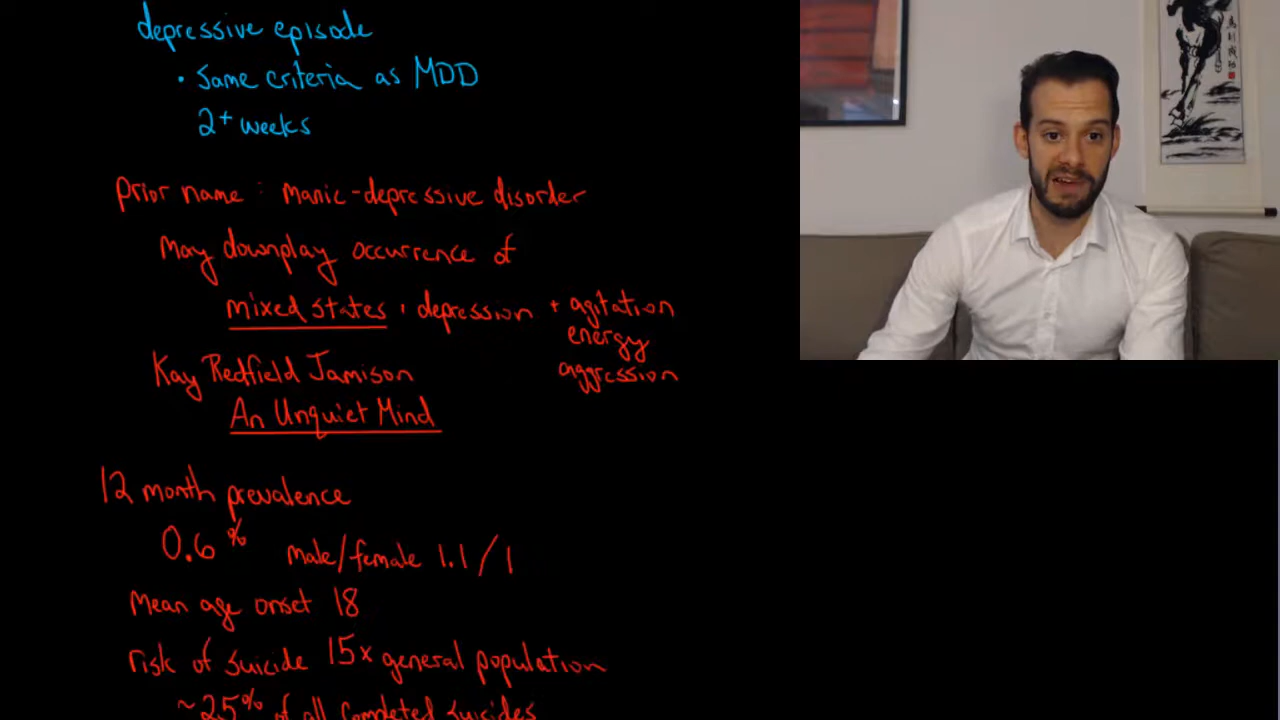 depressive episode
• Same criteria as MDD
2+ weeks
Prior name : Manic-depressive disorder
May downplay occurrence of
mixed states : depression + agitation
energy
aggression
Kay Redfield Jamison
An Unquiet Mind
12 month prevalence
0.6 % male/female 1.1/1
Mean age onset 18
risk of suicide 15x general population
~25% of all completed suicides